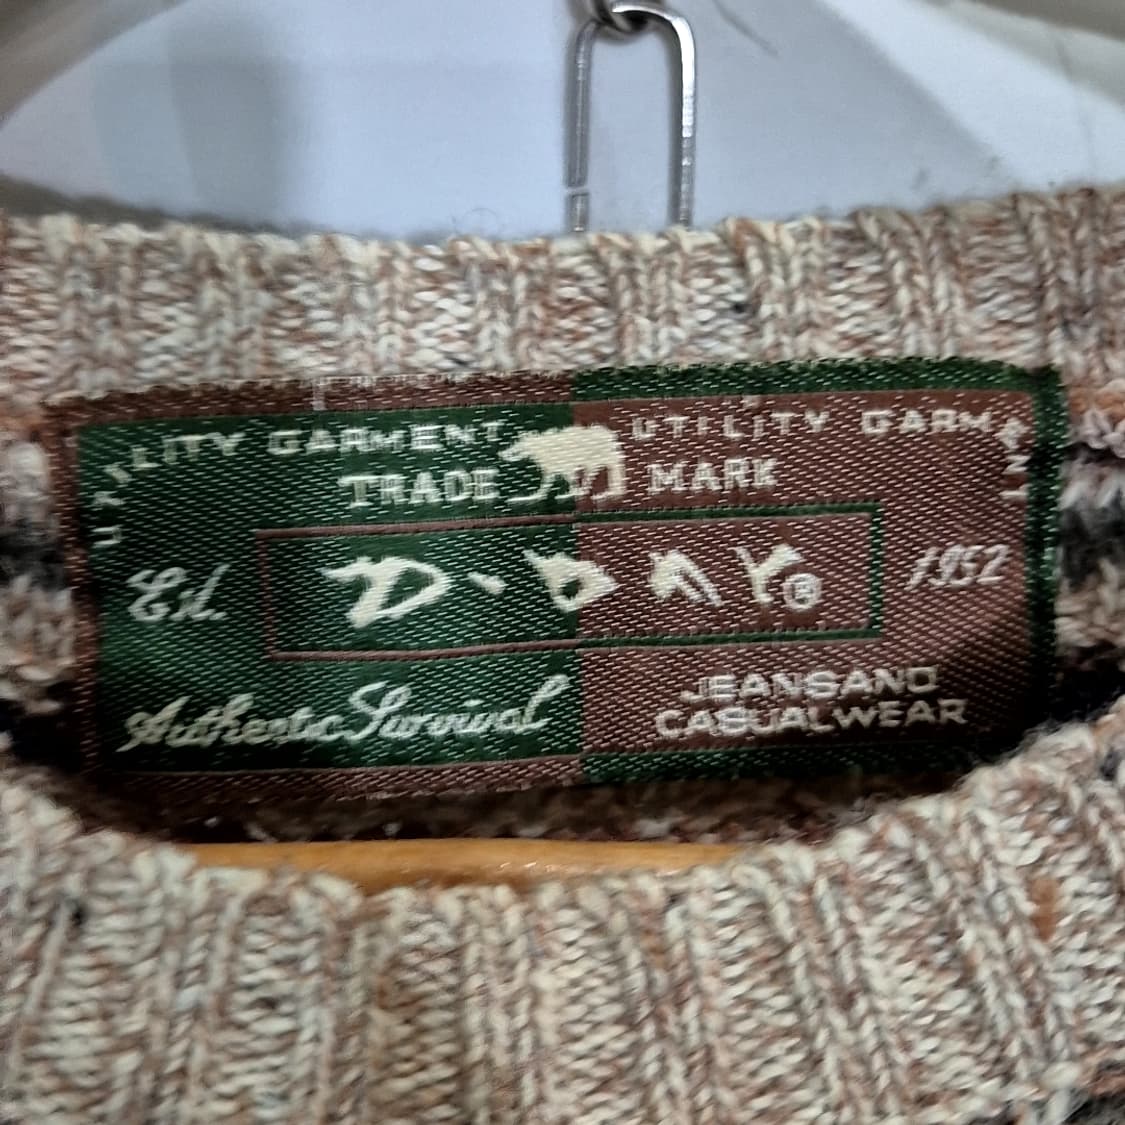 UTILITY GARMENT UTILITY GARMENT
TRADE MARK
Est. D·DAY® 1952
Authentic Survival
JEANSAND
CASUALWEAR